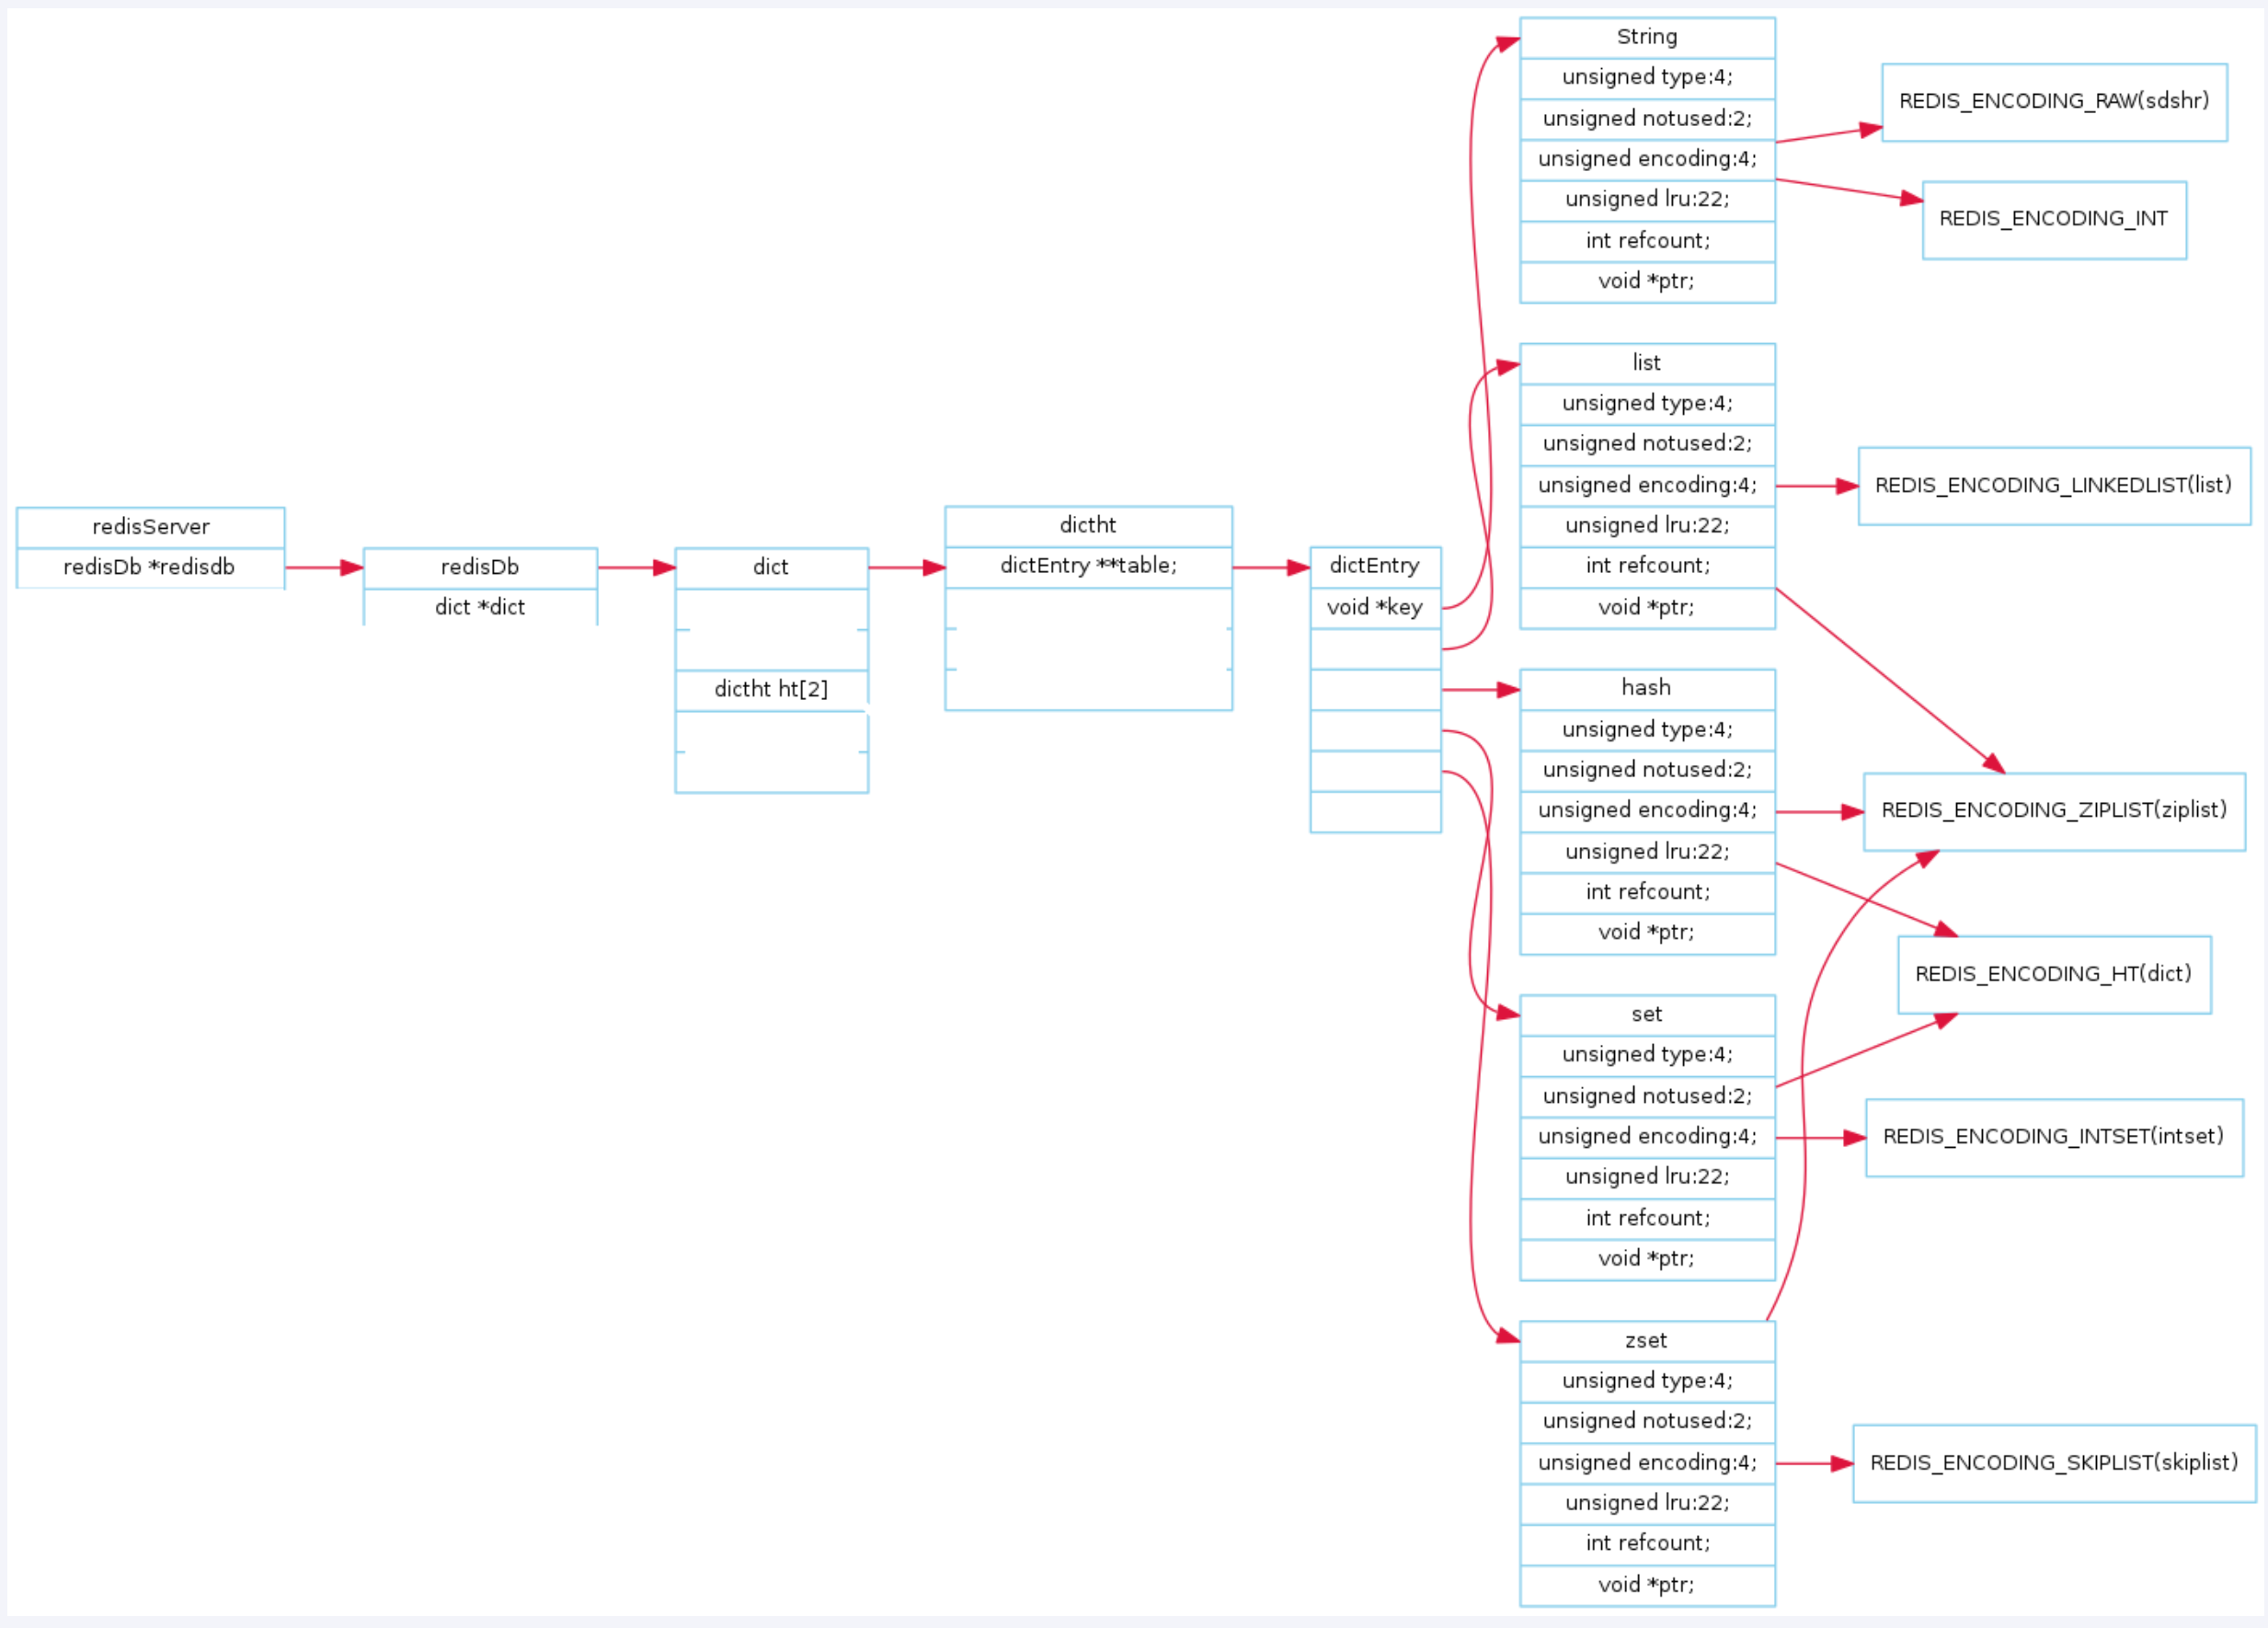 redisServer
redisDb *redisdb
redisDb
dict *dict
dict
dictht ht[2]
dictht
dictEntry **table;
dictEntry
void *key
String
unsigned type:4;
unsigned notused:2;
unsigned encoding:4;
unsigned lru:22;
int refcount;
void *ptr;
list
unsigned type:4;
unsigned notused:2;
unsigned encoding:4;
unsigned lru:22;
int refcount;
void *ptr;
hash
unsigned type:4;
unsigned notused:2;
unsigned encoding:4;
unsigned lru:22;
int refcount;
void *ptr;
set
unsigned type:4;
unsigned notused:2;
unsigned encoding:4;
unsigned lru:22;
int refcount;
void *ptr;
zset
unsigned type:4;
unsigned notused:2;
unsigned encoding:4;
unsigned lru:22;
int refcount;
void *ptr;
REDIS_ENCODING_RAW(sdshr)
REDIS_ENCODING_INT
REDIS_ENCODING_LINKEDLIST(list)
REDIS_ENCODING_ZIPLIST(ziplist)
REDIS_ENCODING_HT(dict)
REDIS_ENCODING_INTSET(intset)
REDIS_ENCODING_SKIPLIST(skiplist)